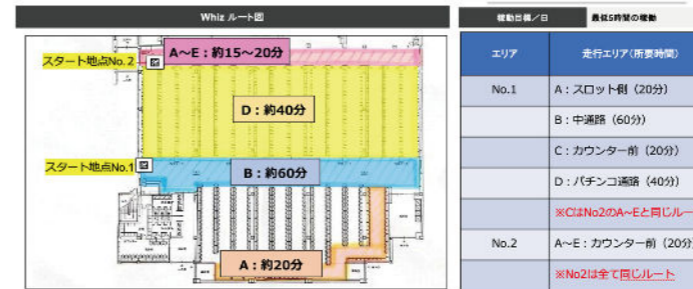 Whiz ルート図
スタート地点No.2
A～E：約15～20分
D：約40分
スタート地点No.1
B：約60分
A：約20分
稼動目標／日
最低5時間の稼働
エリア
走行エリア(所要時間)
No.1
A：スロット側（20分）
B：中通路（60分）
C：カウンター前（20分）
D：パチンコ通路（40分）
※CはNo2のA~Eと同じルー
No.2
A～E：カウンター前（20分
※No2は全て同じルート